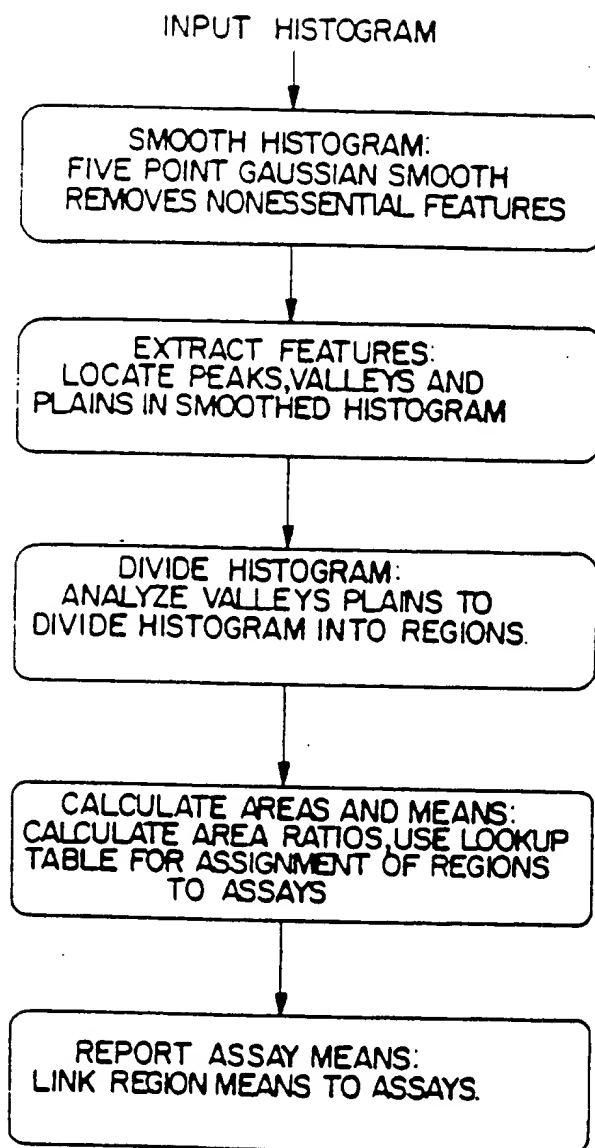 INPUT HISTOGRAM
SMOOTH HISTOGRAM:
FIVE POINT GAUSSIAN SMOOTH
REMOVES NONESSENTIAL FEATURES
EXTRACT FEATURES:
LOCATE PEAKS,VALLEYS AND
PLAINS IN SMOOTHED HISTOGRAM
DIVIDE HISTOGRAM:
ANALYZE VALLEYS PLAINS TO
DIVIDE HISTOGRAM INTO REGIONS.
CALCULATE AREAS AND MEANS:
CALCULATE AREA RATIOS,USE LOOKUP
TABLE FOR ASSIGNMENT OF REGIONS
TO ASSAYS
REPORT ASSAY MEANS:
LINK REGION MEANS TO ASSAYS.